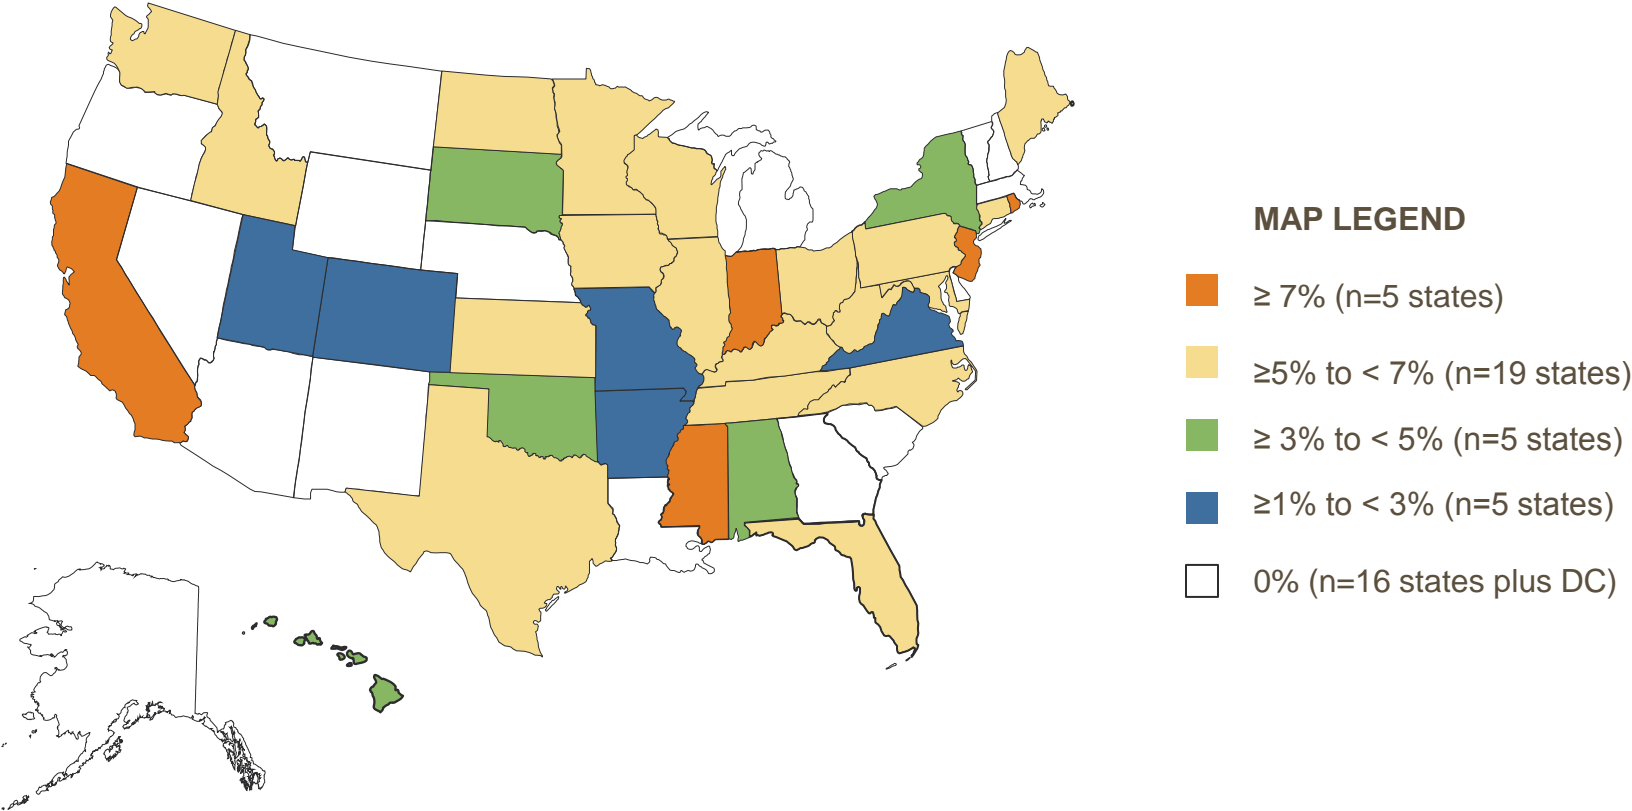 MAP LEGEND
≥ 7% (n=5 states)
≥5% to < 7% (n=19 states)
≥ 3% to < 5% (n=5 states)
≥1% to < 3% (n=5 states)
0% (n=16 states plus DC)